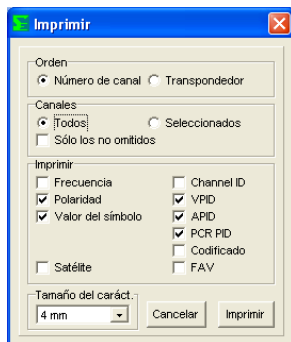 Imprimir
Orden
Número de canal Transpondedor
Canales
Todos Seleccionados
Sólo los no omitidos
Imprimir
Frecuencia Channel ID
Polaridad VPID
Valor del símbolo APID
PCR PID
Codificado
Satélite FAV
Tamaño del caráct.
4 mm Cancelar Imprimir